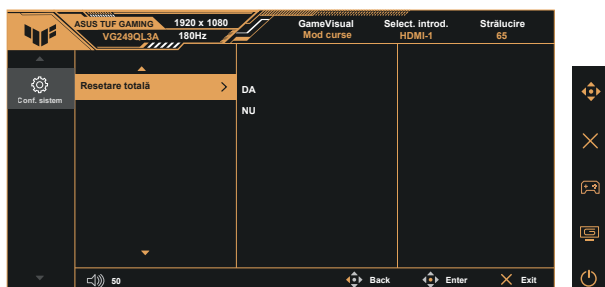 ASUS TUF GAMING 1920 x 1080 GameVisual Select. introd. Strălucire
VG249QL3A 180Hz Mod curse HDMI-1 65
Conf. sistem
Resetare totală
DA
NU
50 Back Enter Exit